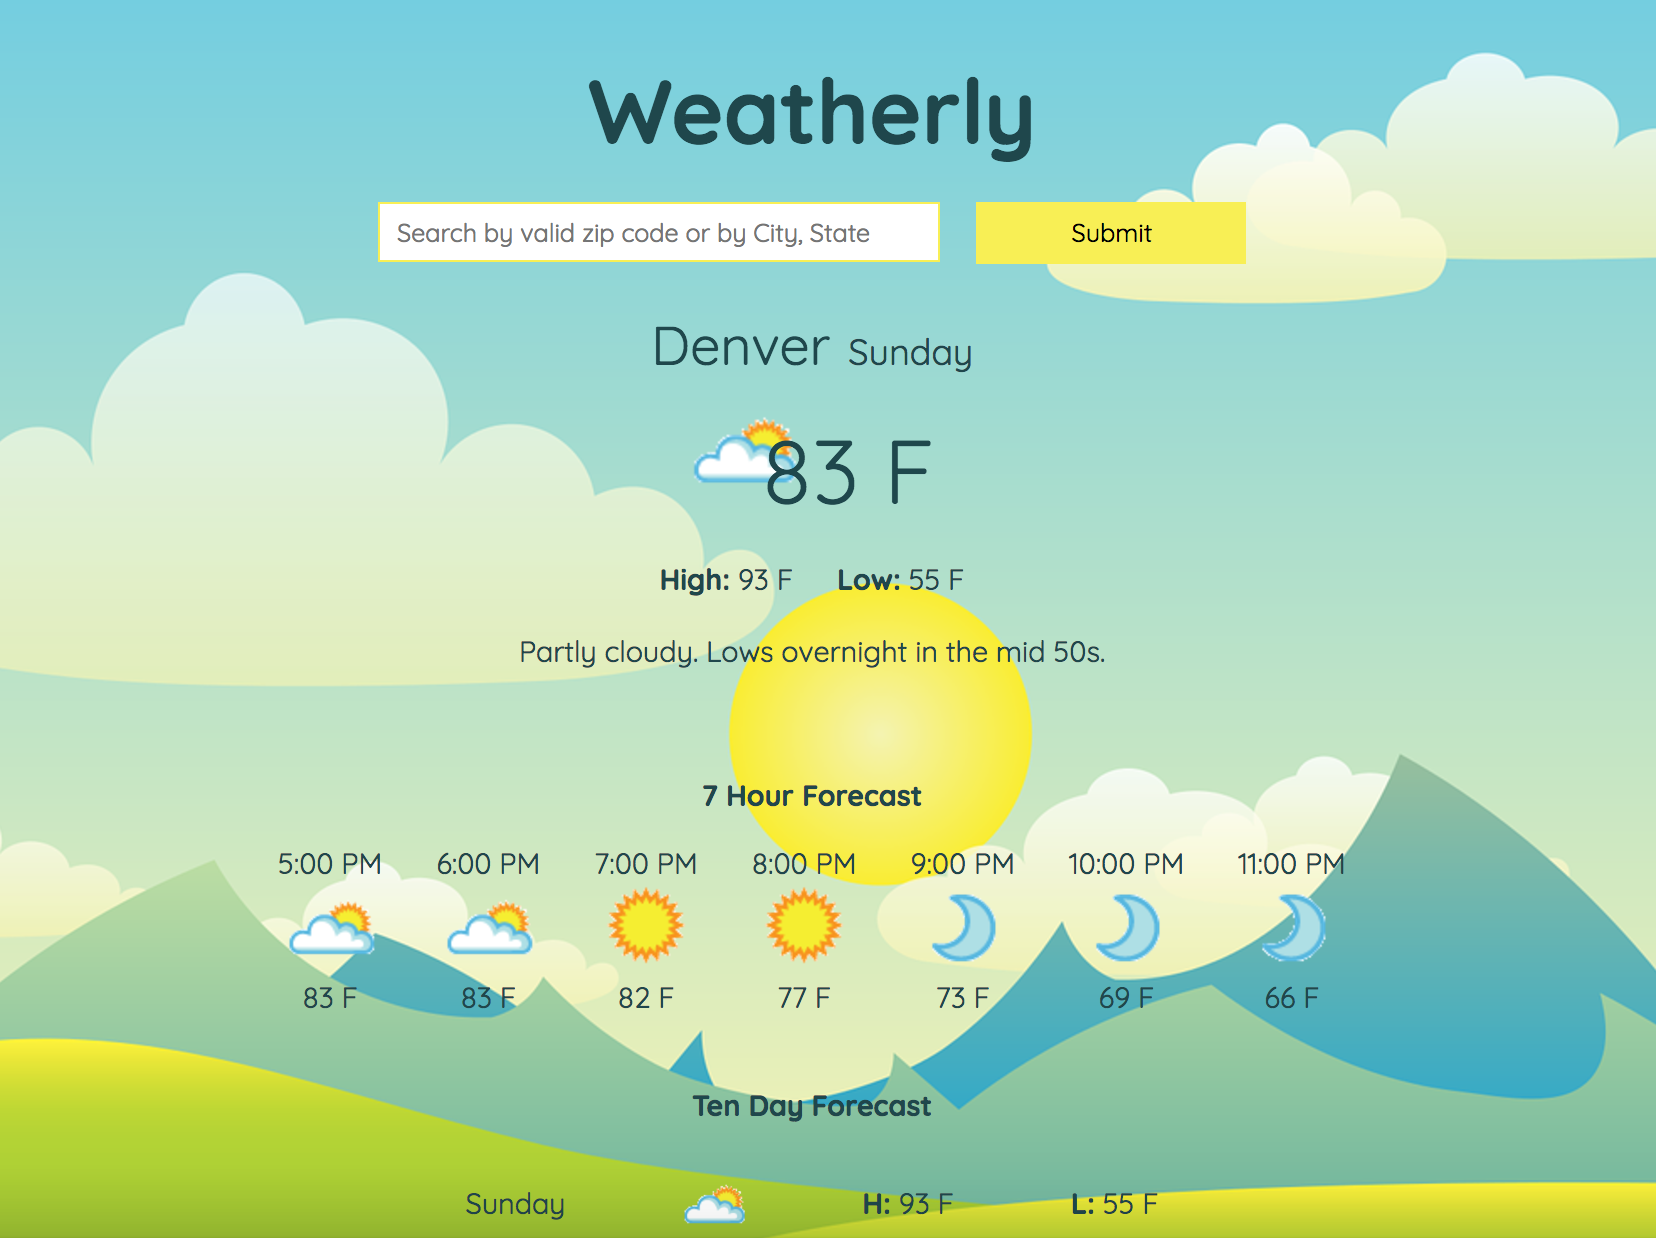 Weatherly
Search by valid zip code or by City, State Submit
Denver Sunday
83 F
High: 93 F Low: 55 F
Partly cloudy. Lows overnight in the mid 50s.
7 Hour Forecast
5:00 PM 6:00 PM 7:00 PM 8:00 PM 9:00 PM 10:00 PM 11:00 PM
83 F 83 F 82 F 77 F 73 F 69 F 66 F
Ten Day Forecast
Sunday H: 93 F L: 55 F